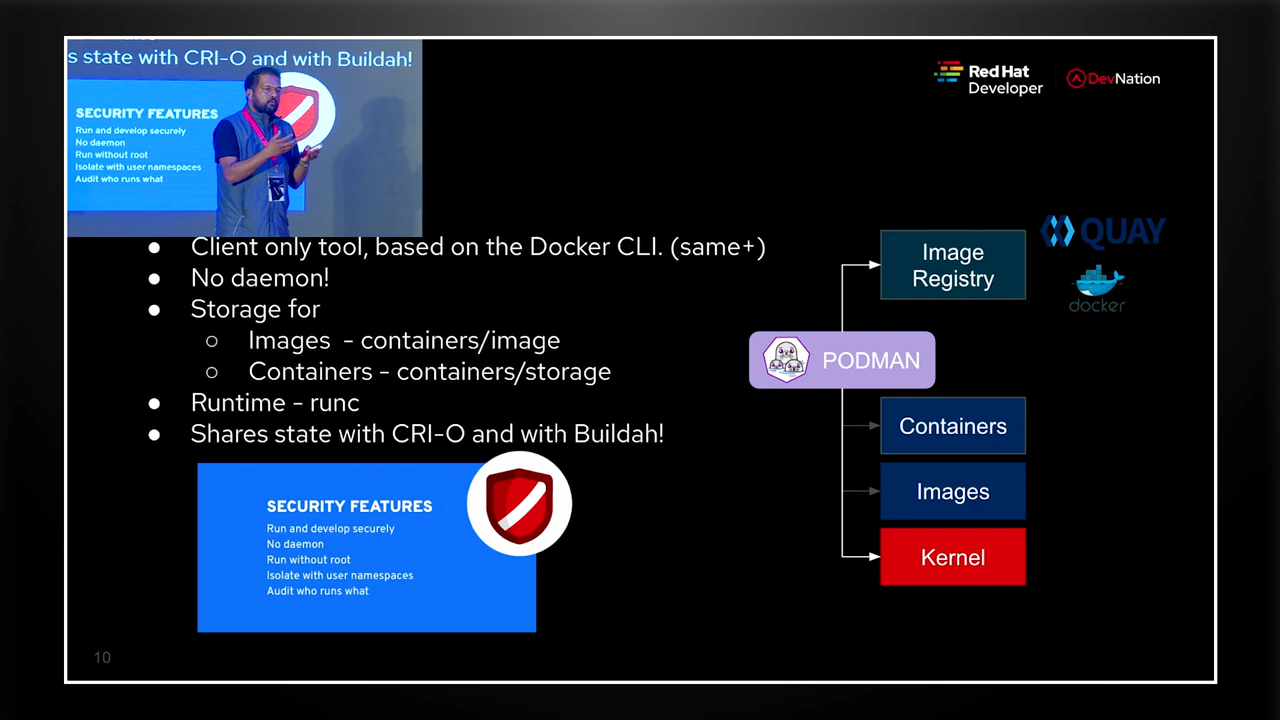 s state with CRI-O and with Buildah!
SECURITY FEATURES
Run and develop securely
No daemon
Run without root
Isolate with user namespaces
Audit who runs what
Red Hat
Developer
DevNation
● Client only tool, based on the Docker CLI. (same+)
● No daemon!
● Storage for
○ Images - containers/image
○ Containers - containers/storage
● Runtime - runc
● Shares state with CRI-O and with Buildah!
SECURITY FEATURES
Run and develop securely
No daemon
Run without root
Isolate with user namespaces
Audit who runs what
Image
Registry
QUAY
docker
PODMAN
Containers
Images
Kernel
10